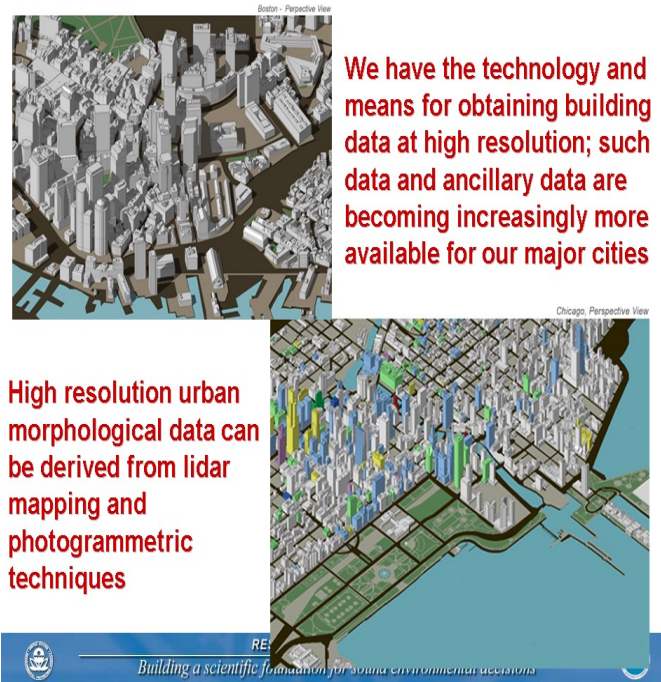 Boston - Perpective View
We have the technology and
means for obtaining building
data at high resolution; such
data and ancillary data are
becoming increasingly more
available for our major cities
Chicago, Perspective View
High resolution urban
morphological data can
be derived from lidar
mapping and
photogrammetric
techniques
Building a scientific foundation for sound environmental decisions